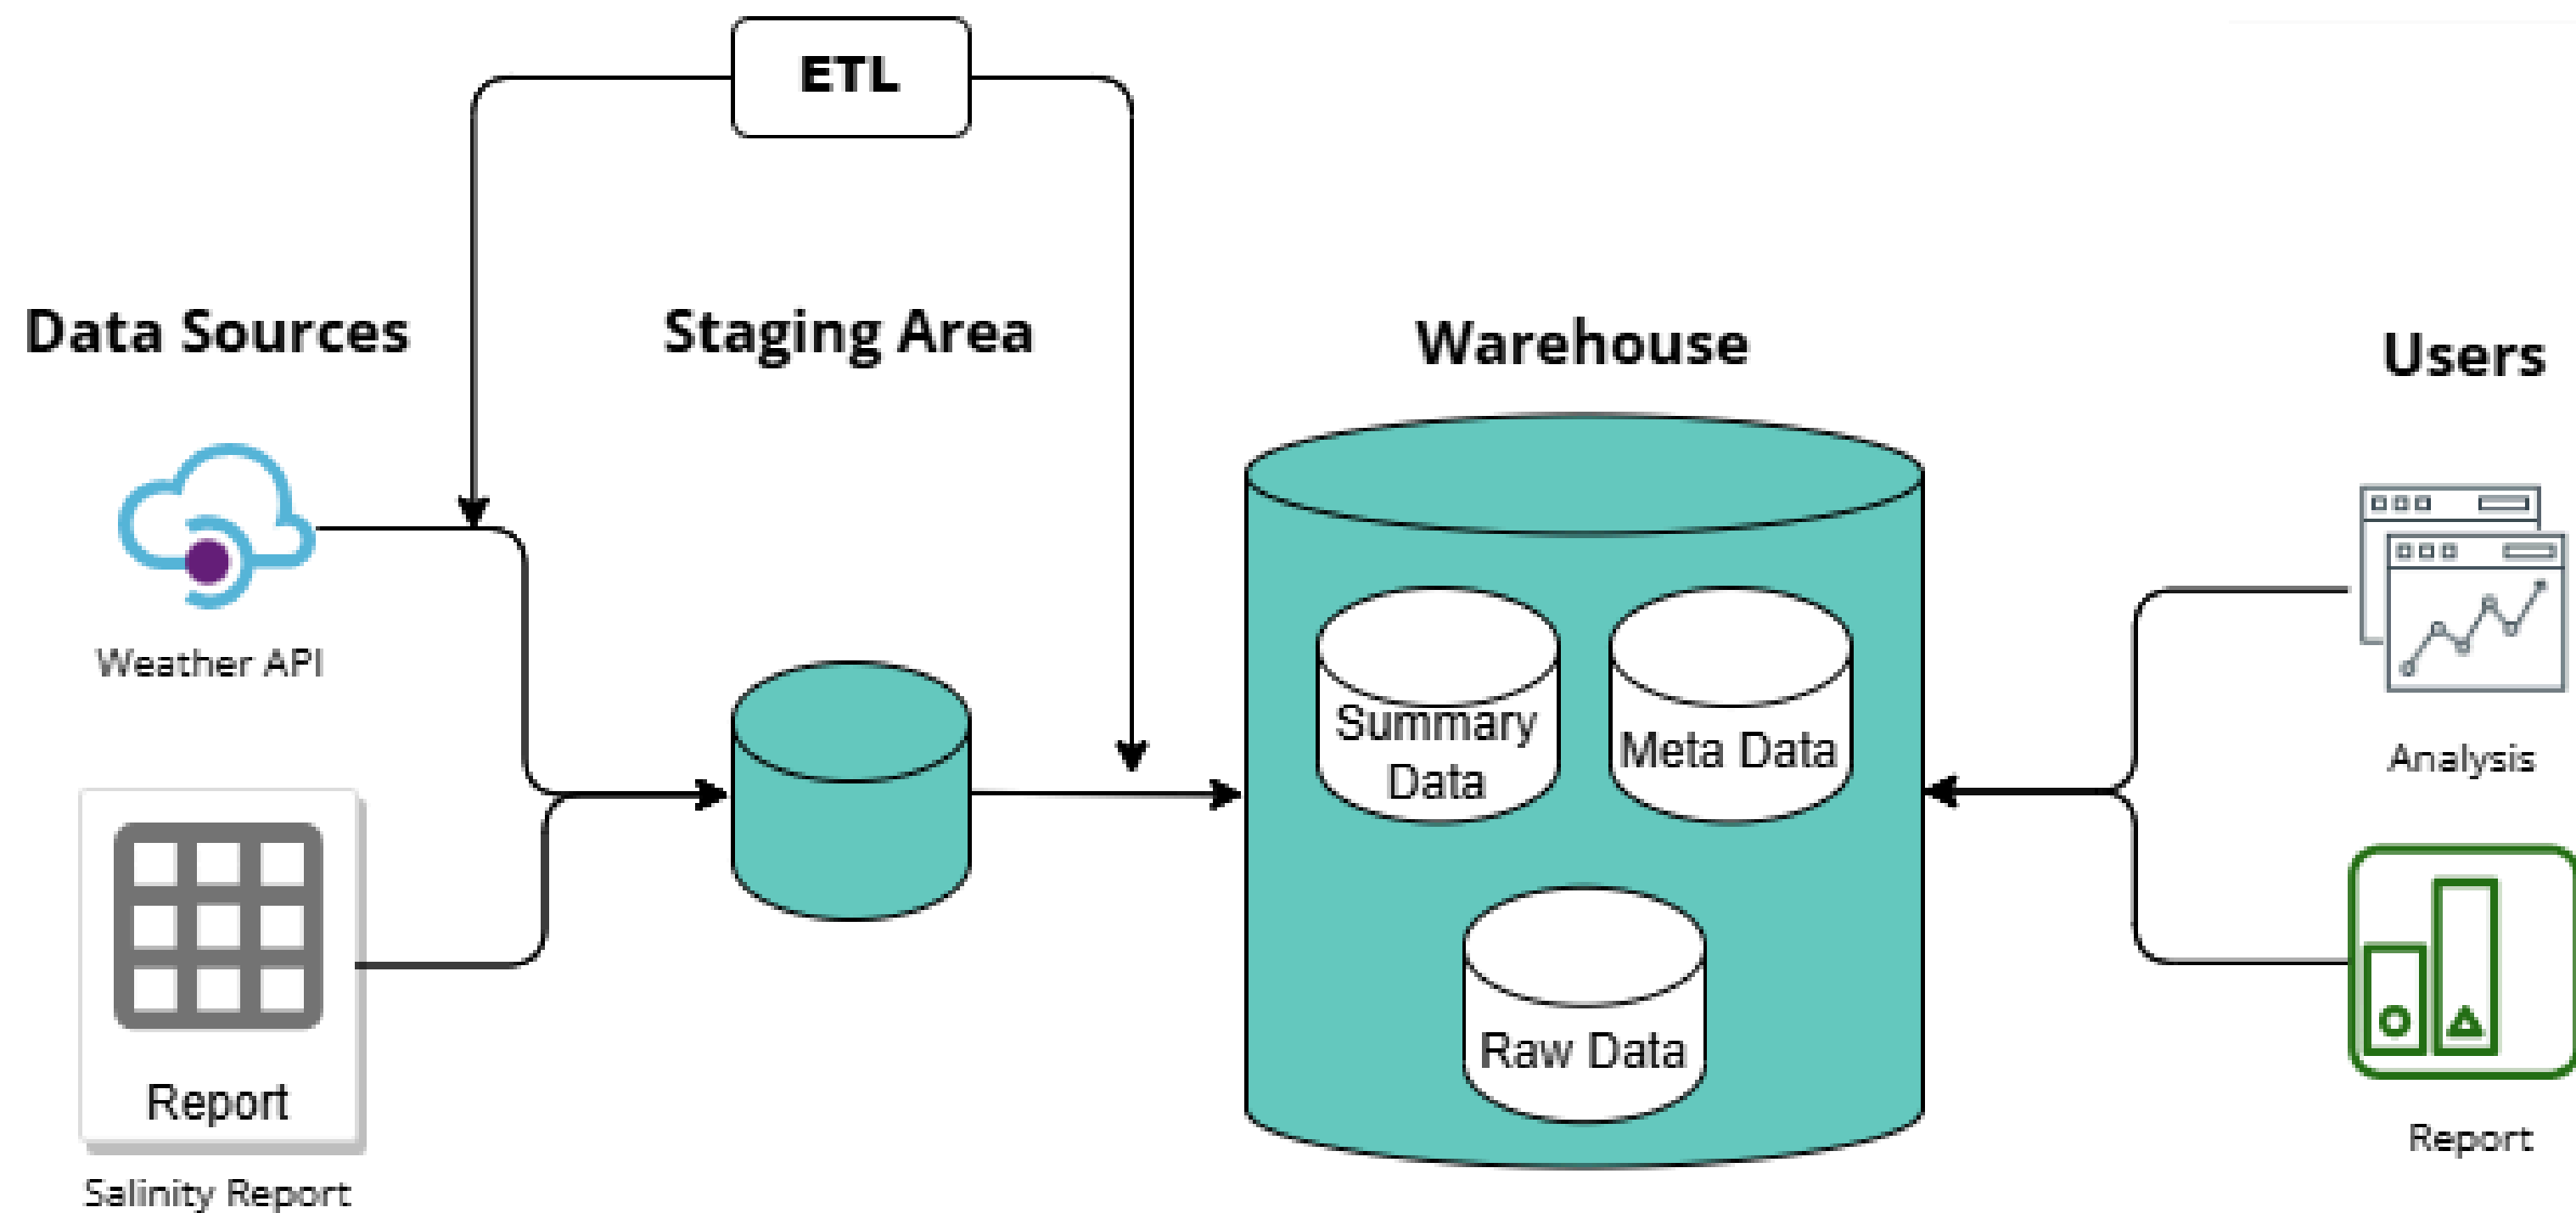 ETL
Data Sources
Staging Area
Warehouse
Users
Weather API
Summary
Data
Meta Data
Analysis
Raw Data
Report
Salinity Report
Report